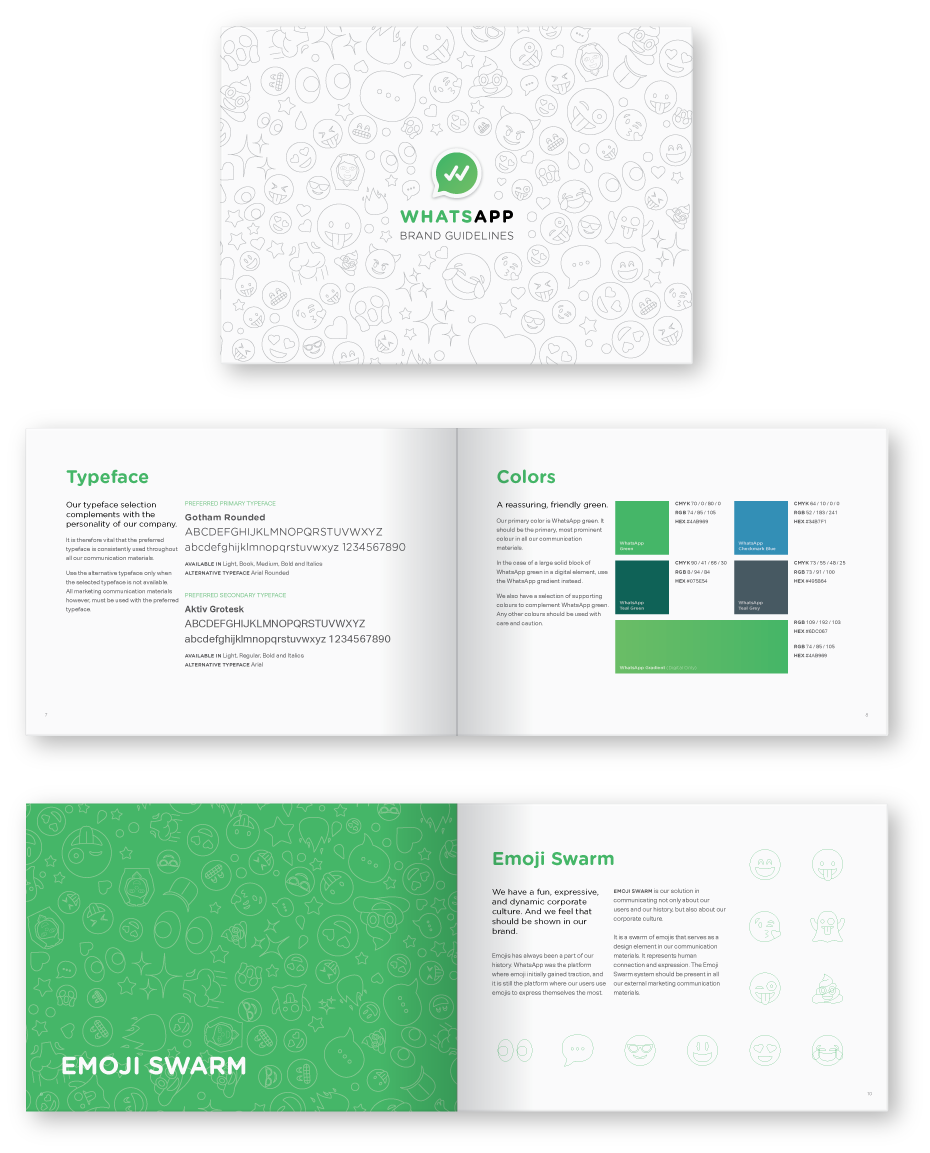 WHATSAPP
BRAND GUIDELINES
Typeface
Our typeface selection
complements with the
personality of our company.
It is therefore vital that the preferred
typeface is consistently used throughout
all our communication materials
Use the alternative typeface only when
the selected typeface is not available.
All marketing communication materials
however, must be used with the preferred
typeface.
PREFERRED PRIMARY TYPEFACE
Gotham Rounded
ABCDEFGHIJKLMNOPQRSTUVWXYZ
abcdefghijklmnopqrstuvwxyz 1234567890
AVAILABLE IN Light, Book, Medium, Bold and Italics
ALTERNATIVE TYPEFACE Ariel Rounded
PREFERRED SECONDARY TYPEFACE
Aktiv Grotesk
ABCDEFGHIJKLMNOPQRSTUVWXYZ
abcdefghijklmnopqrstuvwxyz 1234567890
AVAILABLE IN Light, Regular, Bold and Italics
ALTERNATIVE TYPEFACE Arial
7
Colors
A reassuring, friendly green.
Our primary color is WhatsApp green. It
should be the primary, most prominent
colour in all our communication
materials.
In the case of a large solid block of
WhatsApp green in a digital element, use
the WhatsApp gradient instead.
We also have a selection of supporting
colours to complement WhatsApp green.
Any other colours should be used with
care and caution.
WhatsApp
Green
CMYK 70 / 0 / 80 / 0
RGB 74 / 85 / 105
HEX #4AB969
WhatsApp
Checkmark Blue
CMYK 64 / 10 / 0 / 0
RGB 52 / 183 / 241
HEX #34B7F1
WhatsApp
Teal Green
CMYK 90 / 41 / 66 / 30
RGB 9 / 94 / 84
HEX #075E54
WhatsApp
Teal Grey
CMYK 73 / 55 / 48 / 25
RGB 73 / 91 / 100
HEX #495B64
WhatsApp Gradient
RGB 109 / 192 / 103
HEX #6DC067
RGB 74 / 85 / 105
HEX #4AB969
EMOJI SWARM
Emoji Swarm
We have a fun, expressive,
and dynamic corporate
culture. And we feel that
should be shown in our
brand.
Emojis has always been a part of our
history. WhatsApp was the platform
where emoji initially gained traction, and
it is still the platform where our users use
emojis to express themselves the most.
EMOJI SWARM is our solution in
communicating not only about our
users and our history, but also about our
corporate culture.
It is a swarm of emojis that serves as a
design element in our communication
materials. It represents human
connection and expression. The Emoji
Swarm system should be present in all
our external marketing communication
materials.
10